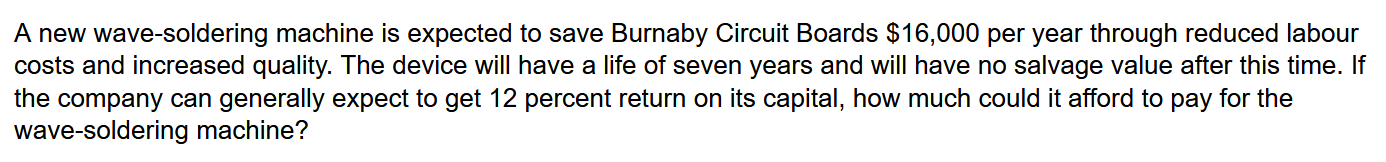 A new wave-soldering machine is expected to save Burnaby Circuit Boards $16,000 per year through reduced labour
costs and increased quality. The device will have a life of seven years and will have no salvage value after this time. If
the company can generally expect to get 12 percent return on its capital, how much could it afford to pay for the
wave-soldering machine?